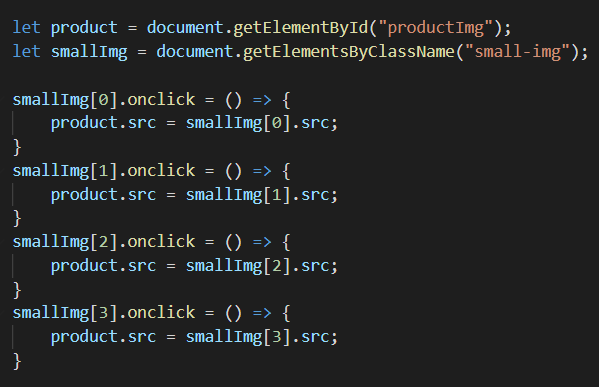 let product = document.getElementById("productImg");
let smallImg = document.getElementsByClassName("small-img");

smallImg[0].onclick = () => {
    product.src = smallImg[0].src;
}
smallImg[1].onclick = () => {
    product.src = smallImg[1].src;
}
smallImg[2].onclick = () => {
    product.src = smallImg[2].src;
}
smallImg[3].onclick = () => {
    product.src = smallImg[3].src;
}